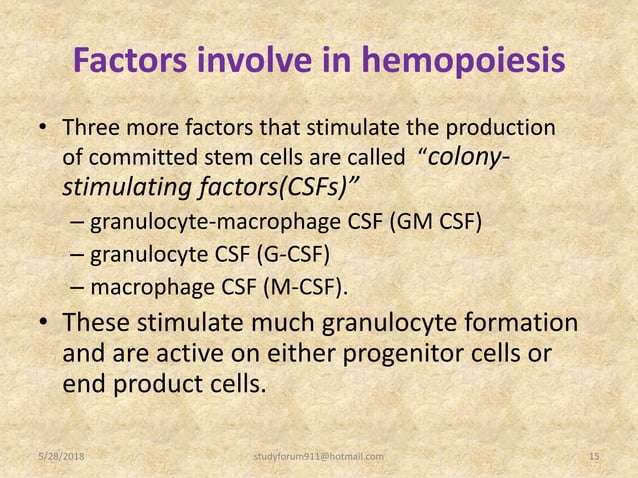 Factors involve in hemopoiesis
• Three more factors that stimulate the production
of committed stem cells are called “colony-
stimulating factors(CSFs)”
– granulocyte-macrophage CSF (GM CSF)
– granulocyte CSF (G-CSF)
– macrophage CSF (M-CSF).
• These stimulate much granulocyte formation
and are active on either progenitor cells or
end product cells.
5/28/2018 studyforum911@hotmail.com 15